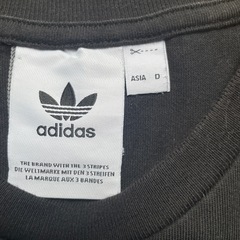 adidas
THE BRAND WITH THE 3 STRIPES
DIE WELTMARKE MIT DEN 3 STREIFEN
LA MARQUE AUX 3 BANDES
ASIA D